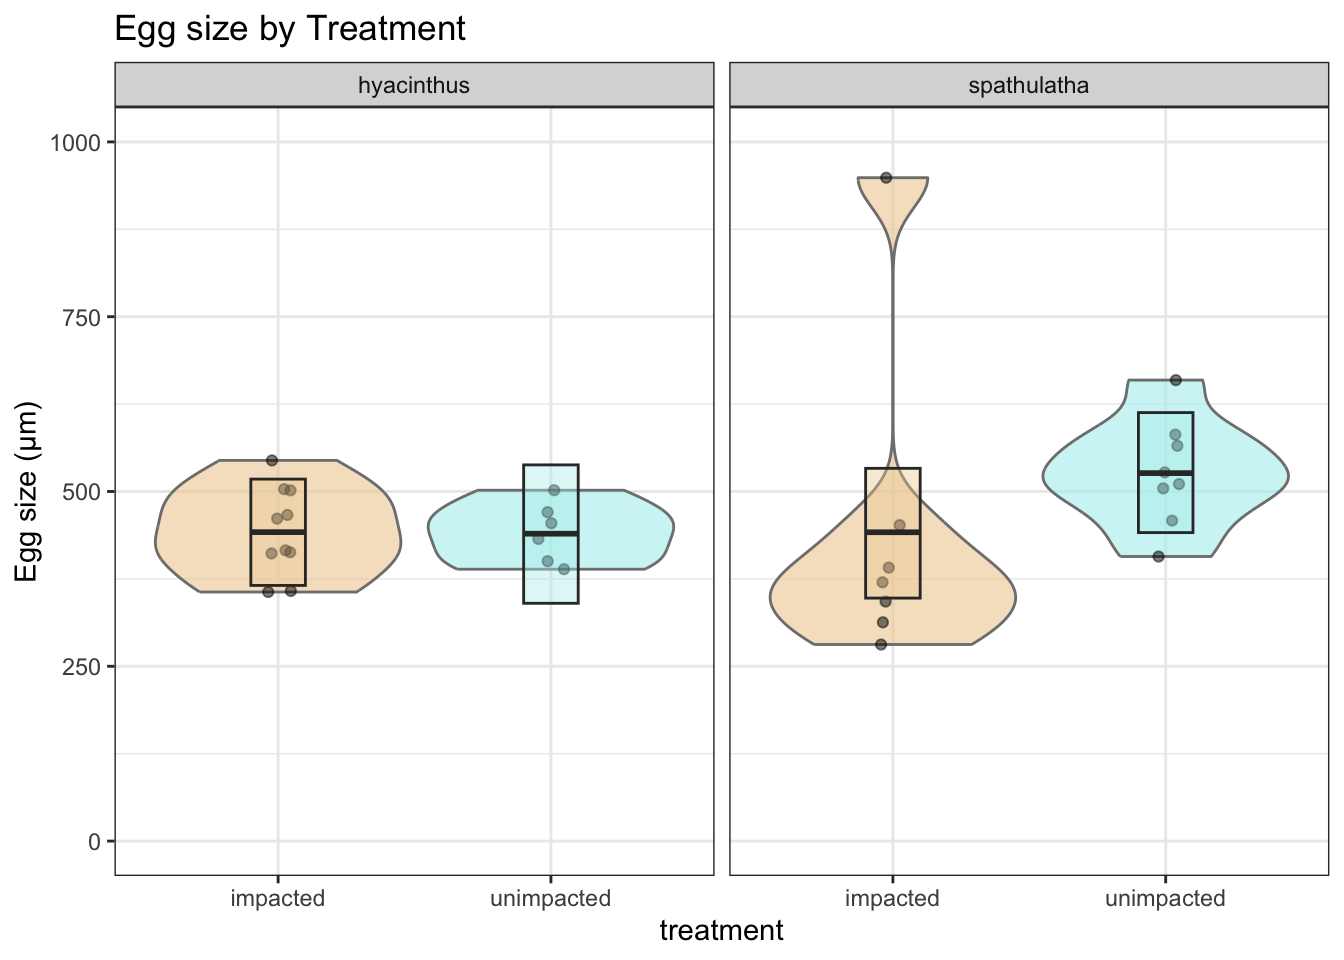 Egg size by Treatment
hyacinthus
spathulatha
1000
750
500
250
0
Egg size (μm)
impacted
unimpacted
impacted
unimpacted
treatment